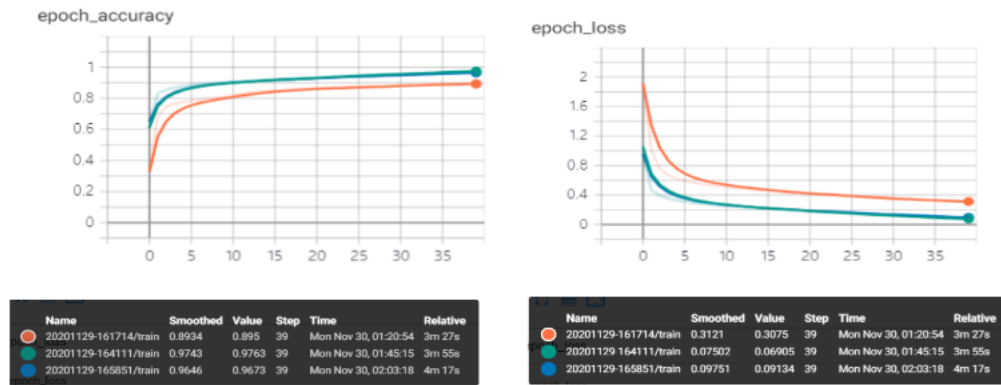 epoch_accuracy
1
0.8
0.6
0.4
0.2
0
0 5 10 15 20 25 30 35
Name Smoothed Value Step Time Relative
20201129-161714/train 0.8934 0.895 39 Mon Nov 30, 01:20:54 3m 27s
20201129-164111/train 0.9743 0.9763 39 Mon Nov 30, 01:45:15 3m 55s
20201129-165851/train 0.9646 0.9673 39 Mon Nov 30, 02:03:18 4m 17s
epoch_loss
epoch_loss
2
1.6
1.2
0.8
0.4
0
0 5 10 15 20 25 30 35
Name Smoothed Value Step Time Relative
20201129-161714/train 0.3121 0.3075 39 Mon Nov 30, 01:20:54 3m 27s
20201129-164111/train 0.07502 0.06905 39 Mon Nov 30, 01:45:15 3m 55s
20201129-165851/train 0.09751 0.09134 39 Mon Nov 30, 02:03:18 4m 17s